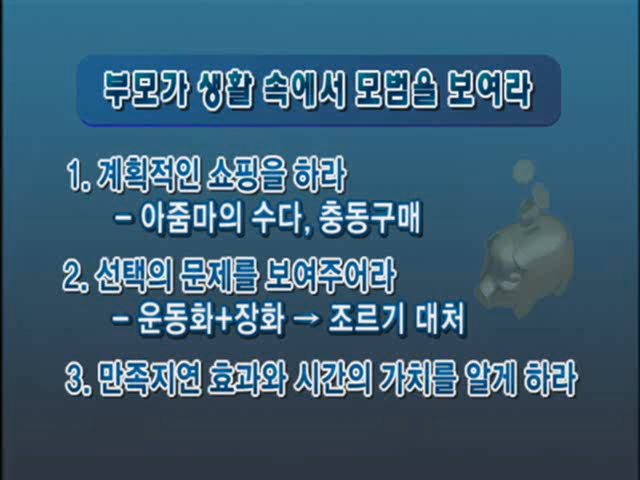 부모가 생활 속에서 모범을 보여라
1. 계획적인 쇼핑을 하라
- 아줌마의 수다, 충동구매
2. 선택의 문제를 보여주어라
- 운동화+장화 → 조르기 대처
3. 만족지연 효과와 시간의 가치를 알게 하라